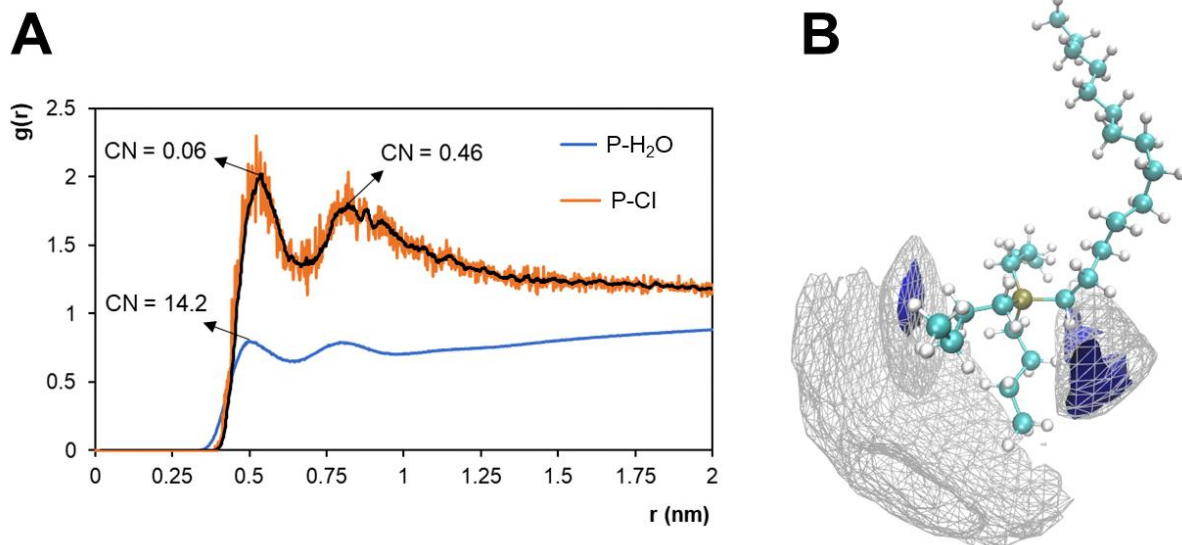 A
B
g(r)
2.5
2
1.5
1
0.5
0
CN = 0.06
CN = 0.46
CN = 14.2
P-H₂O
P-Cl
0 0.25 0.5 0.75 1 1.25 1.5 1.75 2
r (nm)